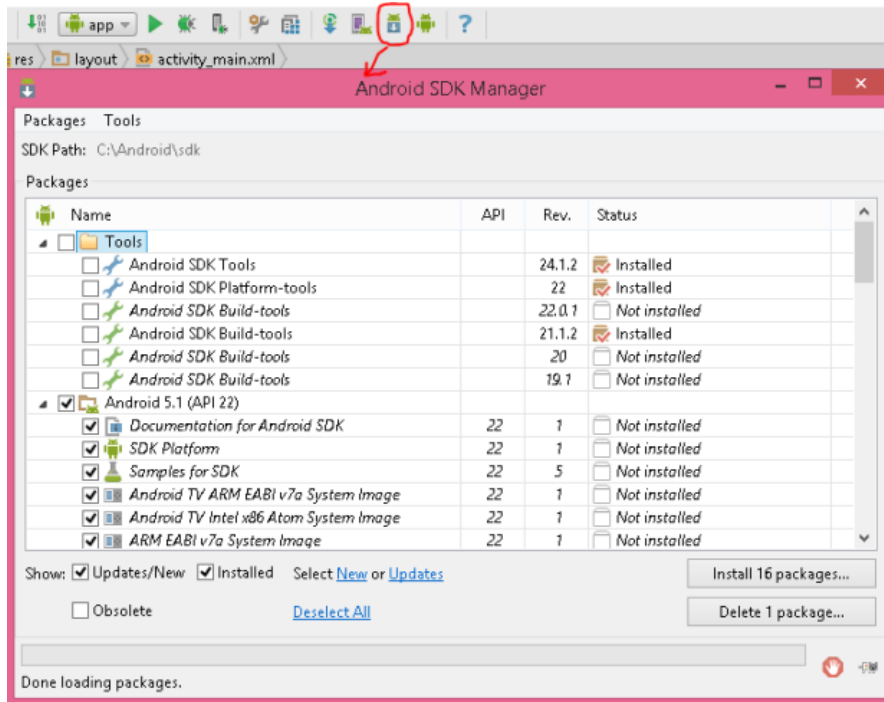 app
res layout activity_main.xml
Android SDK Manager
Packages Tools
SDK Path: C:\Android\sdk
Packages
Name API Rev. Status
Tools
Android SDK Tools 24.1.2 Installed
Android SDK Platform-tools 22 Installed
Android SDK Build-tools 22.0.1 Not installed
Android SDK Build-tools 21.1.2 Installed
Android SDK Build-tools 20 Not installed
Android SDK Build-tools 19.1 Not installed
Android 5.1 (API 22)
Documentation for Android SDK 22 1 Not installed
SDK Platform 22 1 Not installed
Samples for SDK 22 5 Not installed
Android TV ARM EABI v7a System Image 22 1 Not installed
Android TV Intel x86 Atom System Image 22 1 Not installed
ARM EABI v7a System Image 22 1 Not installed
Show: Updates/New Installed Select New or Updates Install 16 packages...
Obsolete Deselect All Delete 1 package...
Done loading packages.